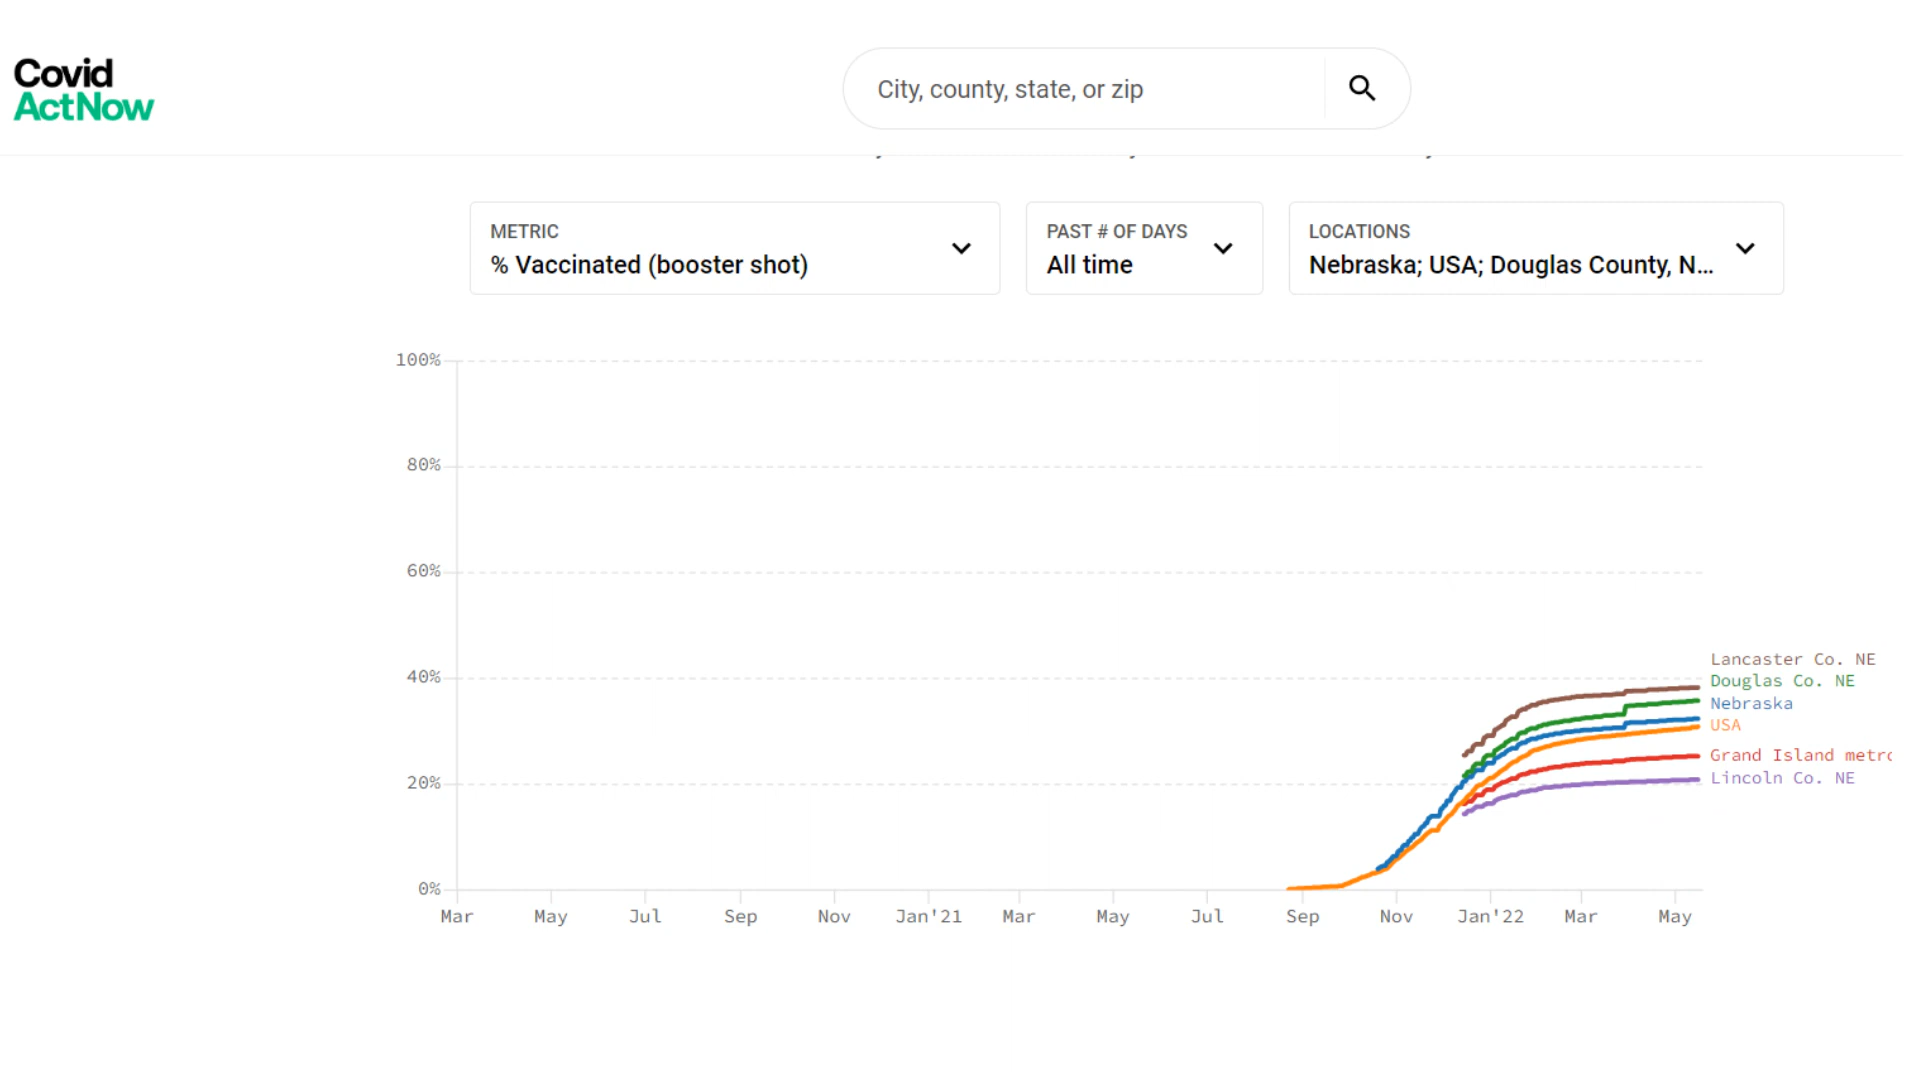 Covid
ActNow
City, county, state, or zip
METRIC
% Vaccinated (booster shot)
PAST # OF DAYS
All time
LOCATIONS
Nebraska; USA; Douglas County, N...
100%
80%
60%
40%
20%
0%
Lancaster Co. NE
Douglas Co. NE
Nebraska
USA
Grand Island metro
Lincoln Co. NE
Mar May Jul Sep Nov Jan'21 Mar May Jul Sep Nov Jan'22 Mar May